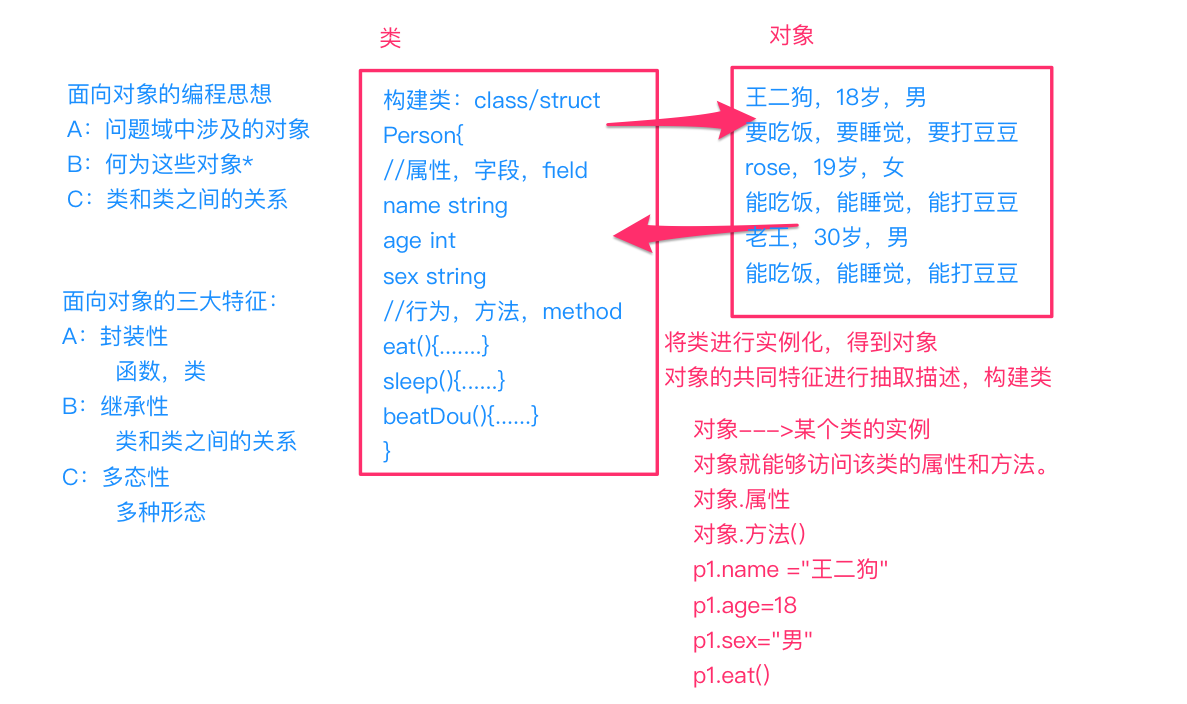 面向对象的编程思想
A：问题域中涉及的对象
B：何为这些对象*
C：类和类之间的关系
面向对象的三大特征：
A：封装性
函数，类
B：继承性
类和类之间的关系
C：多态性
多种形态
类
构建类：class/struct
Person{
//属性，字段，field
name string
age int
sex string
//行为，方法，method
eat(){.......}
sleep(){......}
beatDou(){......}
}
对象
王二狗，18岁，男
要吃饭，要睡觉，要打豆豆
rose，19岁，女
能吃饭，能睡觉，能打豆豆
老王，30岁，男
能吃饭，能睡觉，能打豆豆
将类进行实例化，得到对象
对象的共同特征进行抽取描述，构建类
对象--->某个类的实例
对象就能够访问该类的属性和方法。
对象.属性
对象.方法()
p1.name ="王二狗"
p1.age=18
p1.sex="男"
p1.eat()